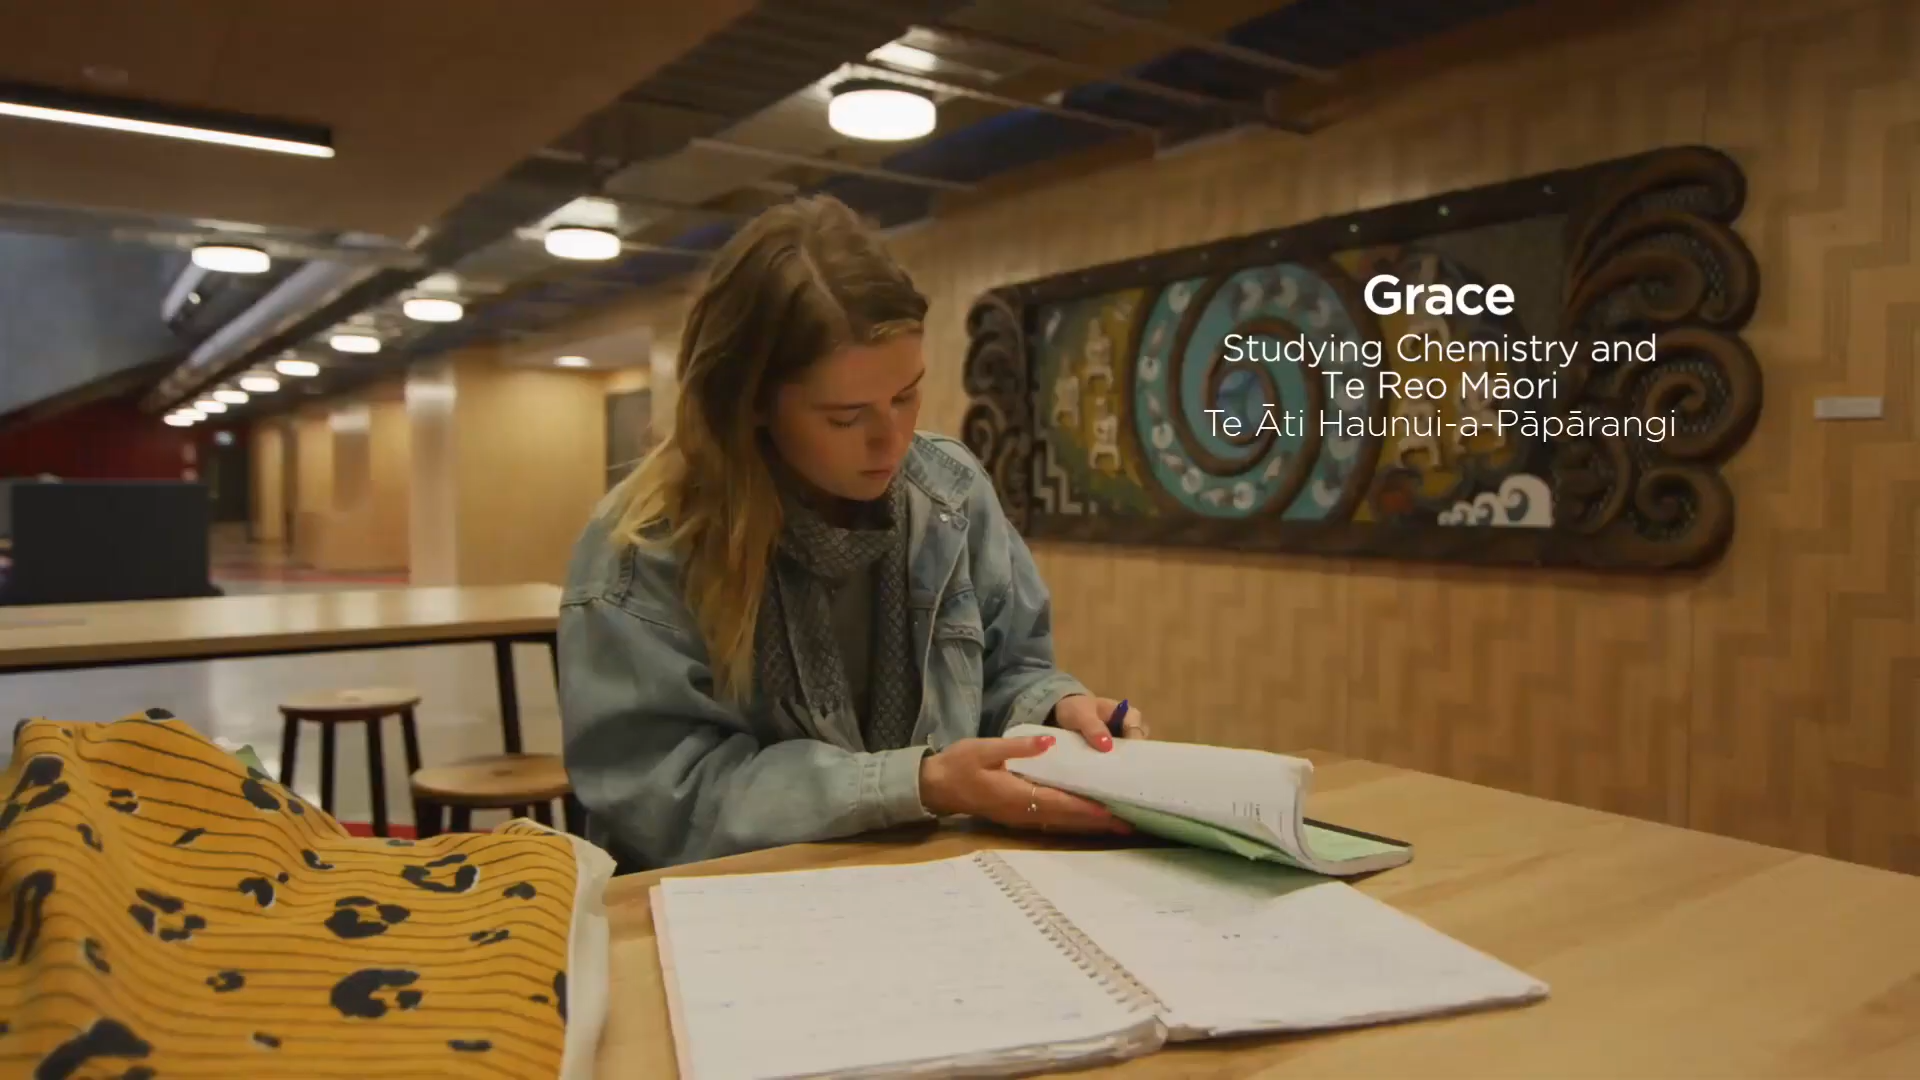 Grace
Studying Chemistry and
Te Reo Māori
Te Āti Haunui-a-Pāpārangi